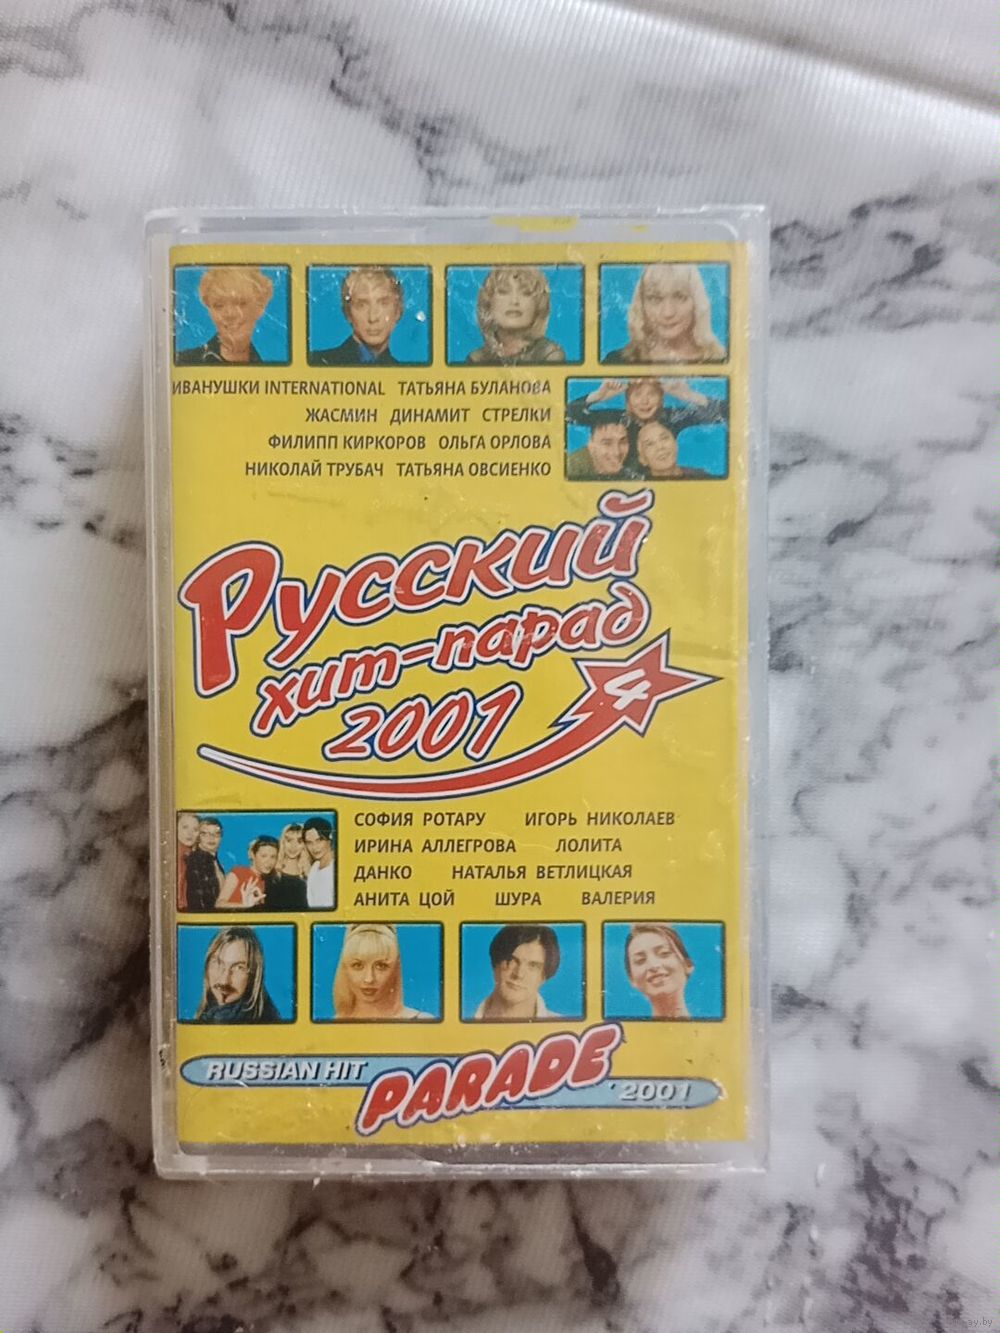 ИВАНУШКИ INTERNATIONAL ТАТЬЯНА БУЛАНОВА
ЖАСМИН ДИНАМИТ СТРЕЛКИ
ФИЛИПП КИРКОРОВ ОЛЬГА ОРЛОВА
НИКОЛАЙ ТРУБАЧ ТАТЬЯНА ОВСИЕНКО
Русский
хит-парад
2001
4
СОФИЯ РОТАРУ ИГОРЬ НИКОЛАЕВ
ИРИНА АЛЛЕГРОВА ЛОЛИТА
ДАНКО НАТАЛЬЯ ВЕТЛИЦКАЯ
АНИТА ЦОЙ ШУРА ВАЛЕРИЯ
RUSSIAN HIT
PARADE
2001